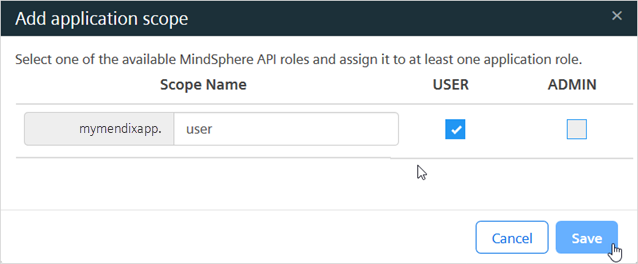 Add application scope
Select one of the available MindSphere API roles and assign it to at least one application role.
Scope Name USER ADMIN
mymendixapp. user
Cancel Save